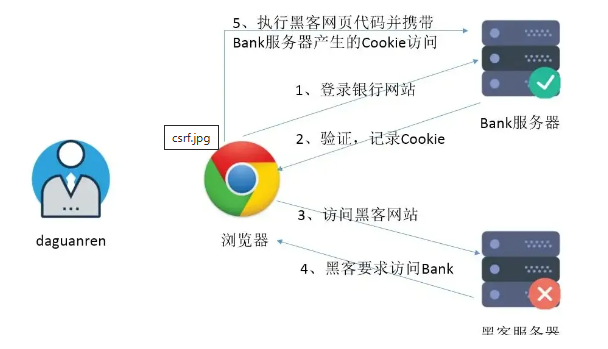 5、执行黑客网页代码并携带
Bank服务器产生的Cookie访问
1、登录银行网站
Bank服务器
2、验证，记录Cookie
csrf.jpg
3、访问黑客网站
daguanren
浏览器
4、黑客要求访问Bank
黑客服务器